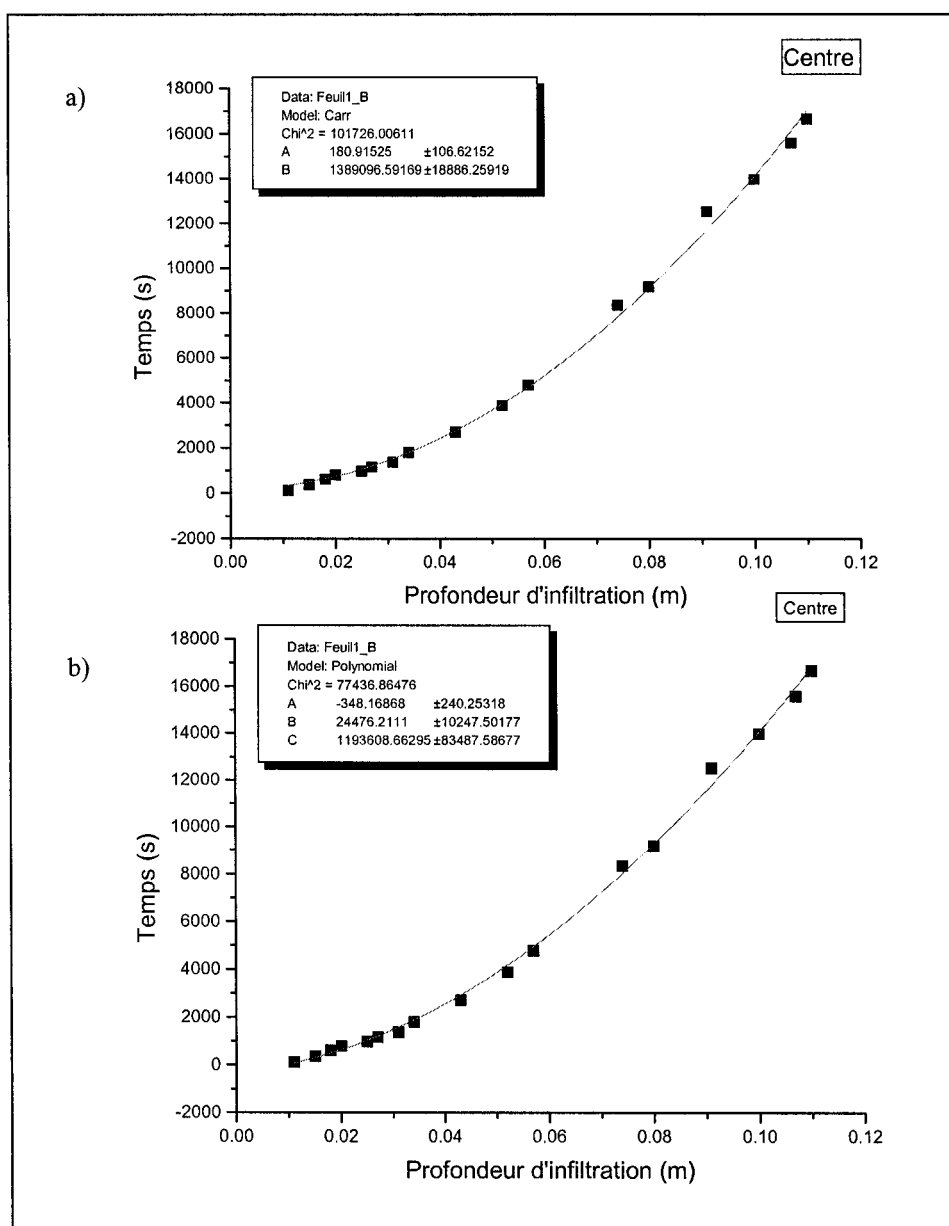 Centre
a)
Data: Feuil1_B
Model: Carr
Chi^2 = 101726.00611
A 180.91525 ±106.62152
B 1389096.59169 ±18886.25919
18000
16000
14000
12000
10000
8000
6000
4000
2000
0
-2000
Temps (s)
0.00 0.02 0.04 0.06 0.08 0.10 0.12
Profondeur d'infiltration (m)
Centre
b)
Data: Feuil1_B
Model: Polynomial
Chi^2 = 77436.86476
A -348.16868 ±240.25318
B 24476.2111 ±10247.50177
C 1193608.66295 ±83487.58677
18000
16000
14000
12000
10000
8000
6000
4000
2000
0
-2000
Temps (s)
0.00 0.02 0.04 0.06 0.08 0.10 0.12
Profondeur d'infiltration (m)